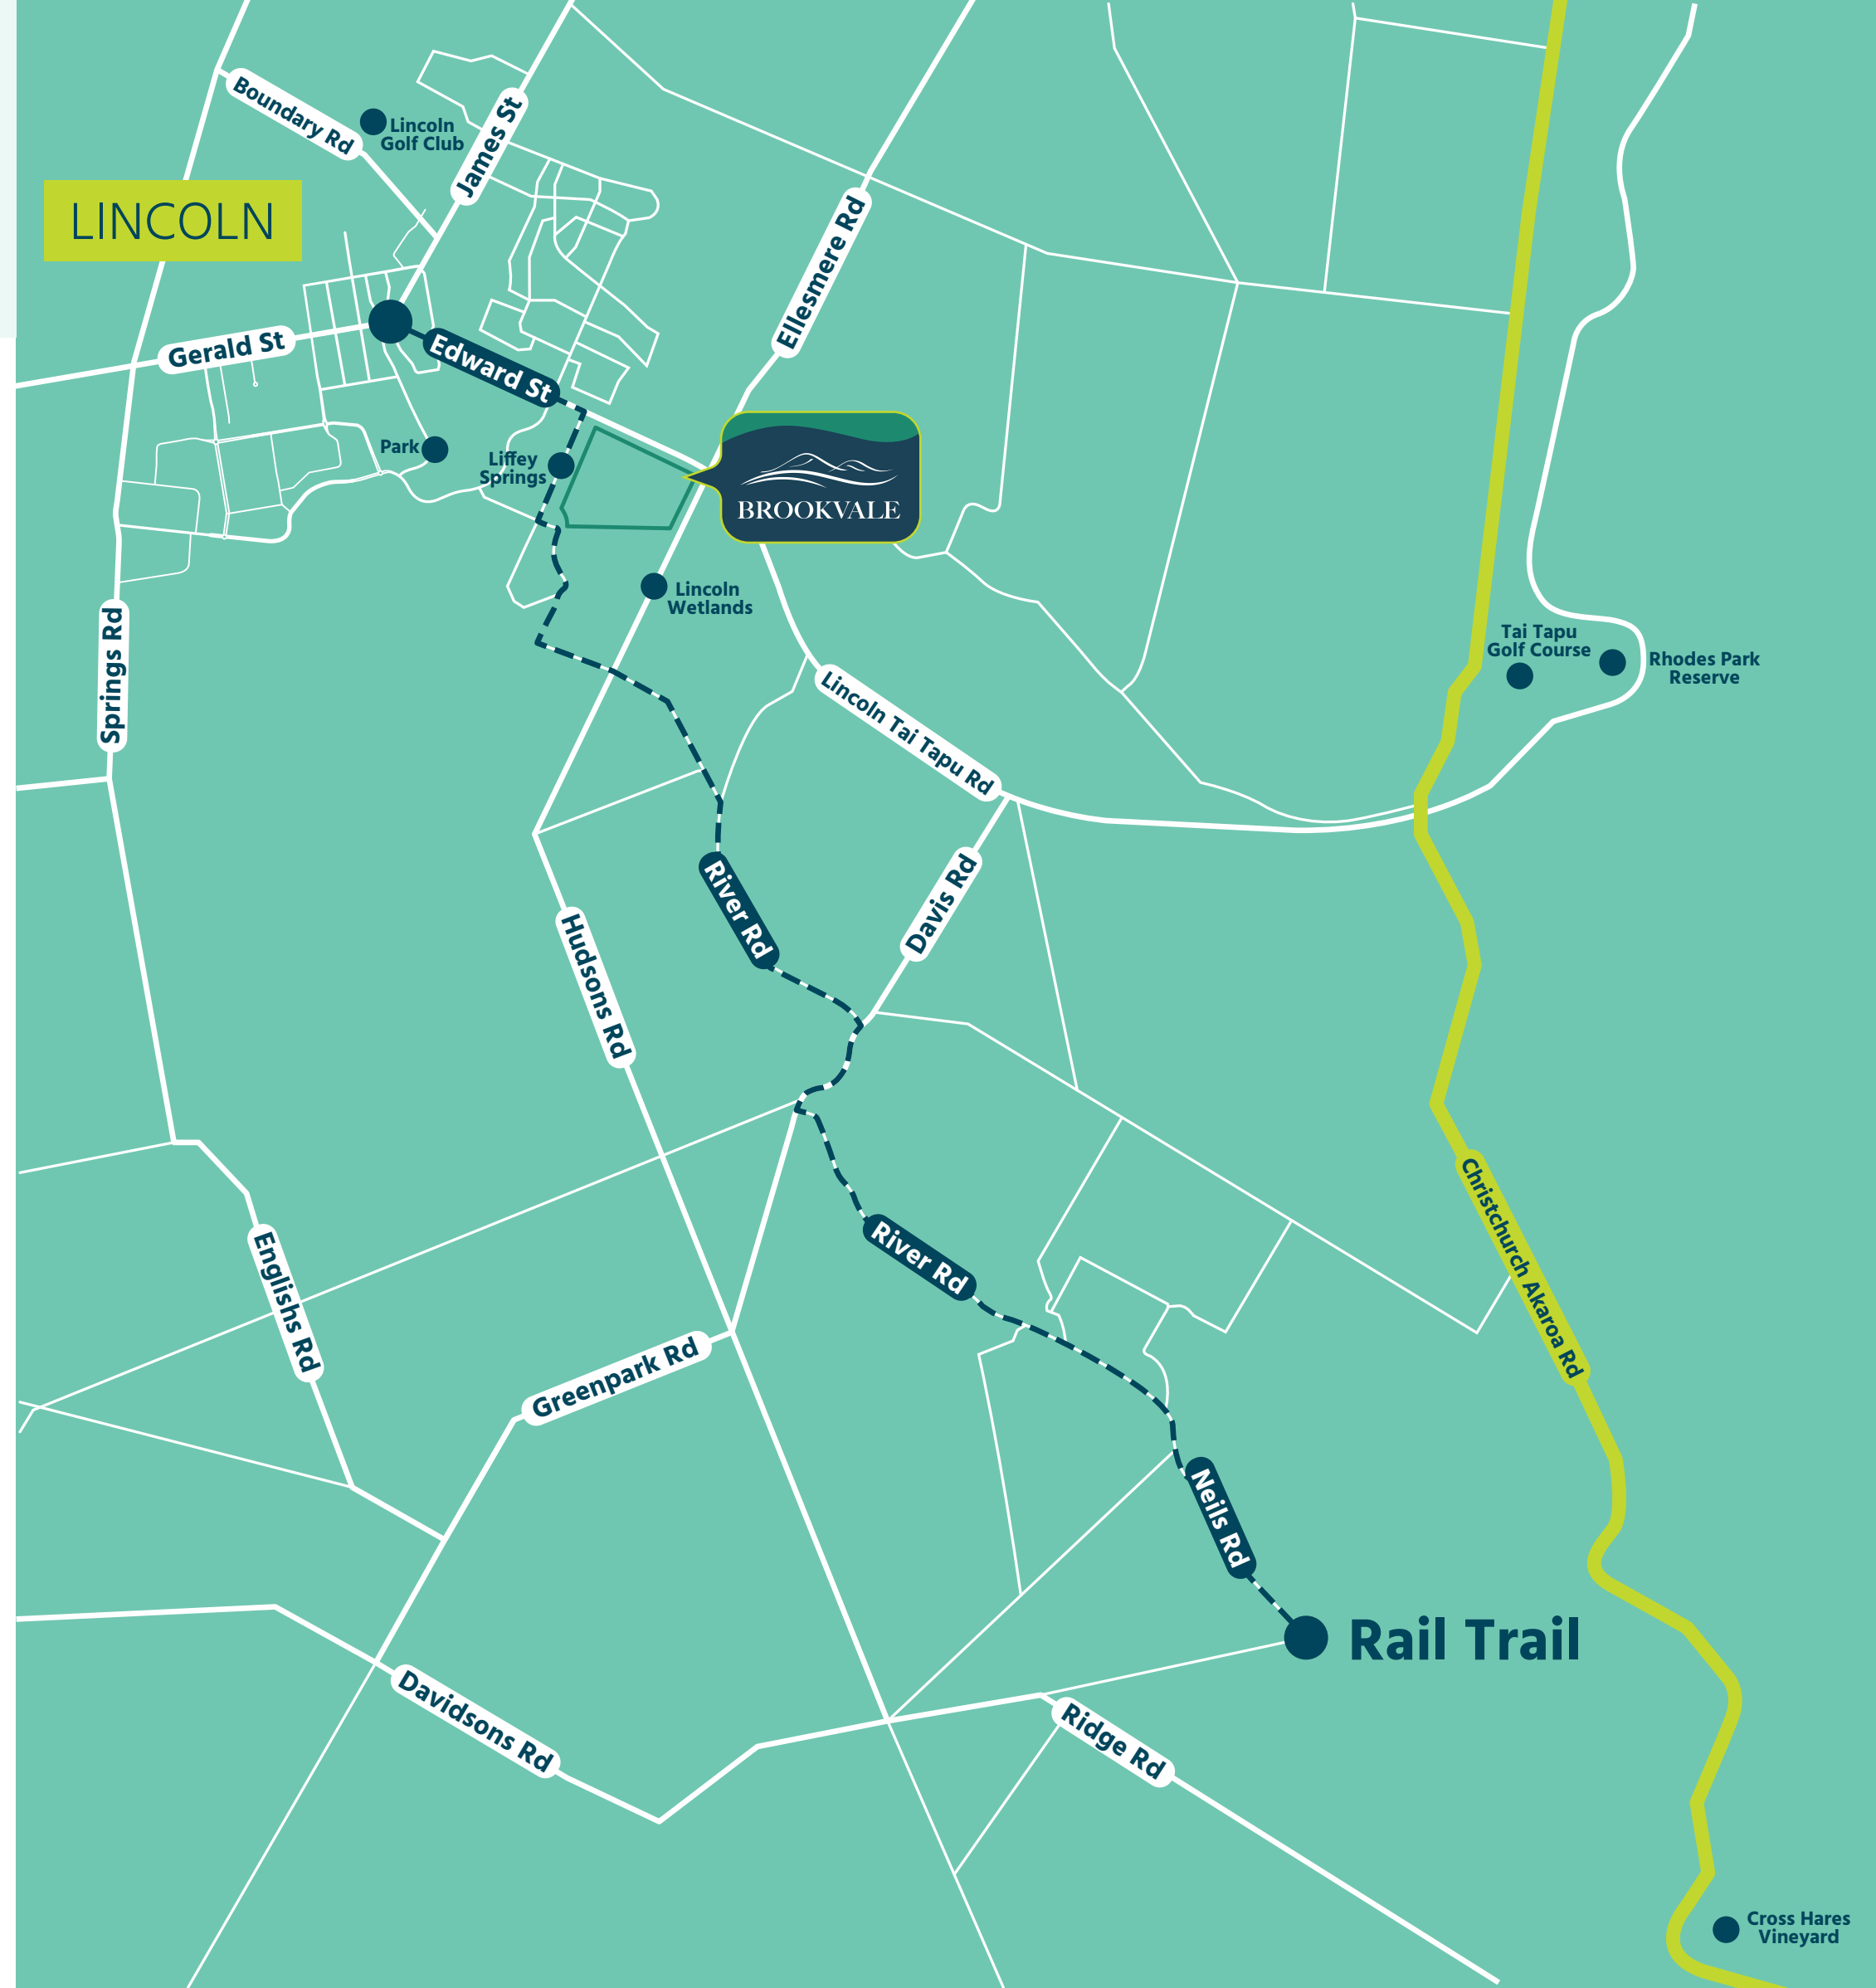 Boundary Rd
Lincoln
Golf Club
James St
LINCOLN
Ellesmere Rd
Gerald St
Edward St
Park
Liffey
Springs
BROOKVALE
Lincoln
Wetlands
Springs Rd
Tai Tapu
Golf Course
Rhodes Park
Reserve
Lincoln Tai Tapu Rd
River Rd
Davis Rd
Hudsons Rd
Christchurch Akaroa Rd
Englishs Rd
River Rd
Greenpark Rd
Neils Rd
Rail Trail
Davidsons Rd
Ridge Rd
Cross Hares
Vineyard